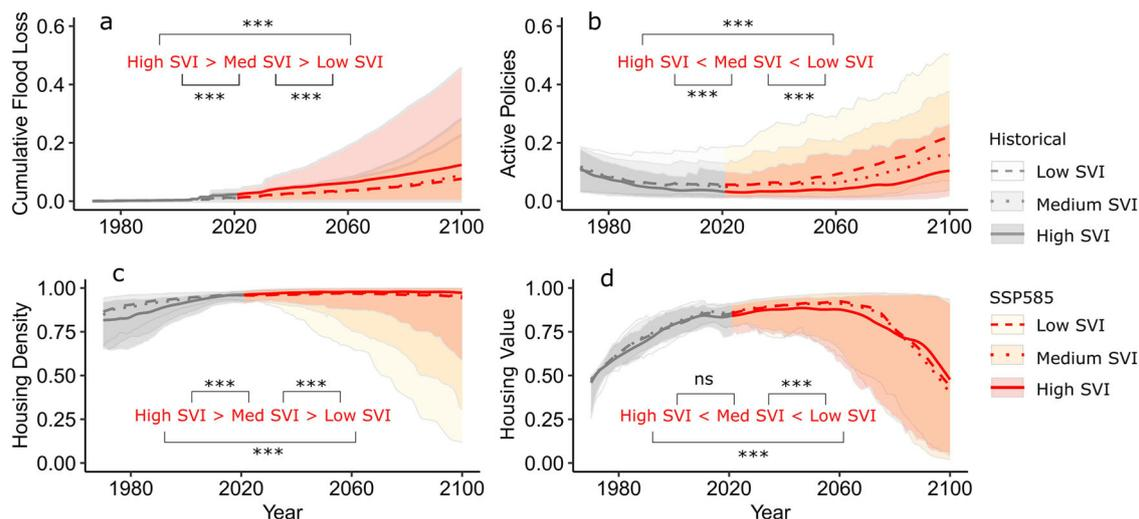 a
Cumulative Flood Loss
0.6
0.4
0.2
0.0
***
High SVI > Med SVI > Low SVI
*** ***
1980 2020 2060 2100
b
Active Policies
0.6
0.4
0.2
0.0
***
High SVI < Med SVI < Low SVI
*** ***
1980 2020 2060 2100
c
Housing Density
1.00
0.75
0.50
0.25
0.00
*** ***
High SVI > Med SVI > Low SVI
***
1980 2020 2060 2100
Year
d
Housing Value
1.00
0.75
0.50
0.25
0.00
ns ***
High SVI < Med SVI < Low SVI
***
1980 2020 2060 2100
Year
Historical
Low SVI
Medium SVI
High SVI
SSP585
Low SVI
Medium SVI
High SVI